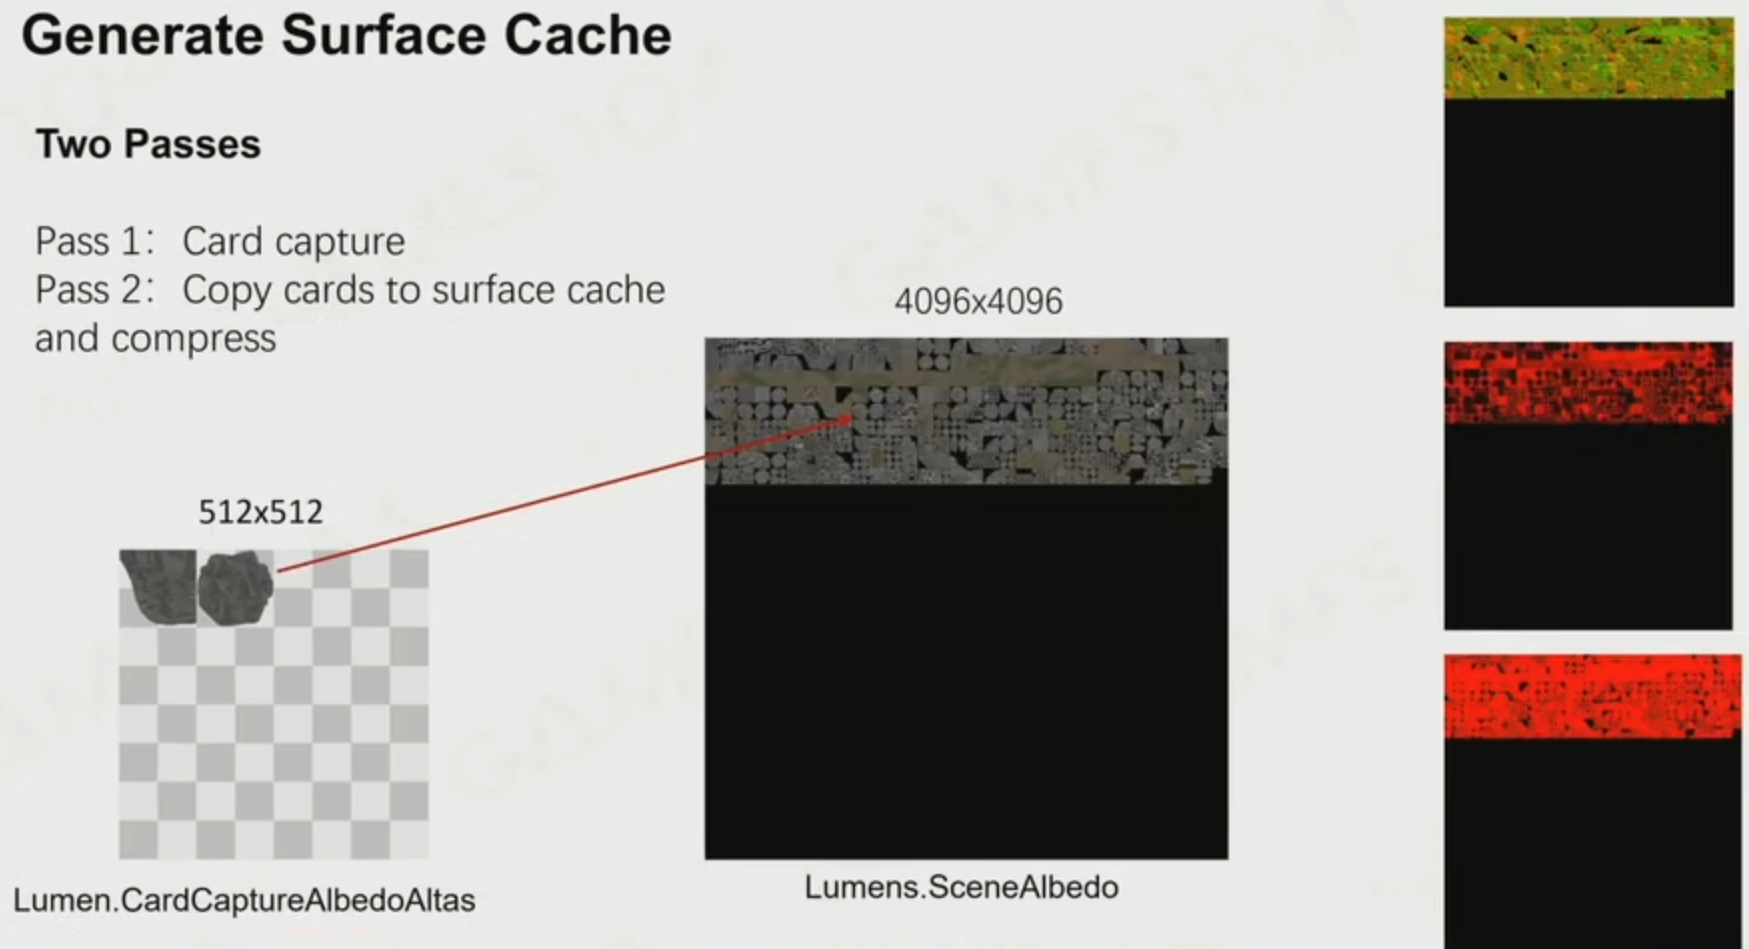 Generate Surface Cache
Two Passes
Pass 1： Card capture
Pass 2： Copy cards to surface cache
and compress
4096x4096
512x512
Lumen.CardCaptureAlbedoAltas
Lumens.SceneAlbedo